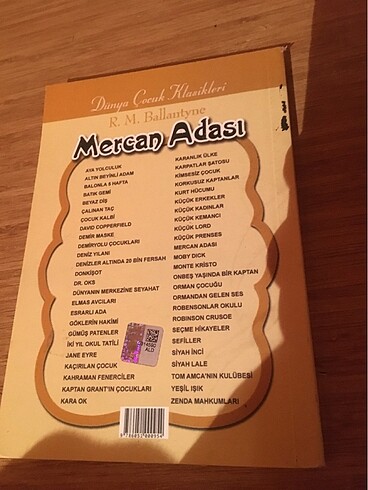 Dünya Çocuk Klasikleri
R. M. Ballantyne
Mercan Adası
AYA YOLCULUK
ALTIN BEYİNLİ ADAM
BALONLA 5 HAFTA
BATIK GEMİ
BEYAZ DİŞ
ÇALINAN TAÇ
ÇOCUK KALBİ
DAVID COPPERFIELD
DEMİR MASKE
DEMİRYOLU ÇOCUKLARI
DENİZ YILANI
DENİZLER ALTINDA 20 BİN FERSAH
DONKİŞOT
DR. OKS
DÜNYANIN MERKEZİNE SEYAHAT
ELMAS AVCILARI
ESRARLI ADA
GÖKLERİN HAKİMİ
GÜMÜŞ PATENLER
İKİ YIL OKUL TATİLİ
JANE EYRE
KAÇIRILAN ÇOCUK
KAHRAMAN FENERCİLER
KAPTAN GRANT'IN ÇOCUKLARI
KARA OK
KARANLIK ÜLKE
KARPATLAR ŞATOSU
KİMSESİZ ÇOCUK
KORKUSUZ KAPTANLAR
KURT HÜCUMU
KÜÇÜK ERKEKLER
KÜÇÜK KADINLAR
KÜÇÜK KEMANCI
KÜÇÜK LORD
KÜÇÜK PRENSES
MERCAN ADASI
MOBY DICK
MONTE KRİSTO
ONBEŞ YAŞINDA BİR KAPTAN
ORMAN ÇOCUĞU
ORMANDAN GELEN SES
ROBENSONLAR OKULU
ROBINSON CRUSOE
SEÇME HİKAYELER
SEFİLLER
SİYAH İNCİ
SİYAH LALE
TOM AMCA'NIN KULÜBESİ
YEŞİL IŞIK
ZENDA MAHKUMLARI
9 786051 000954